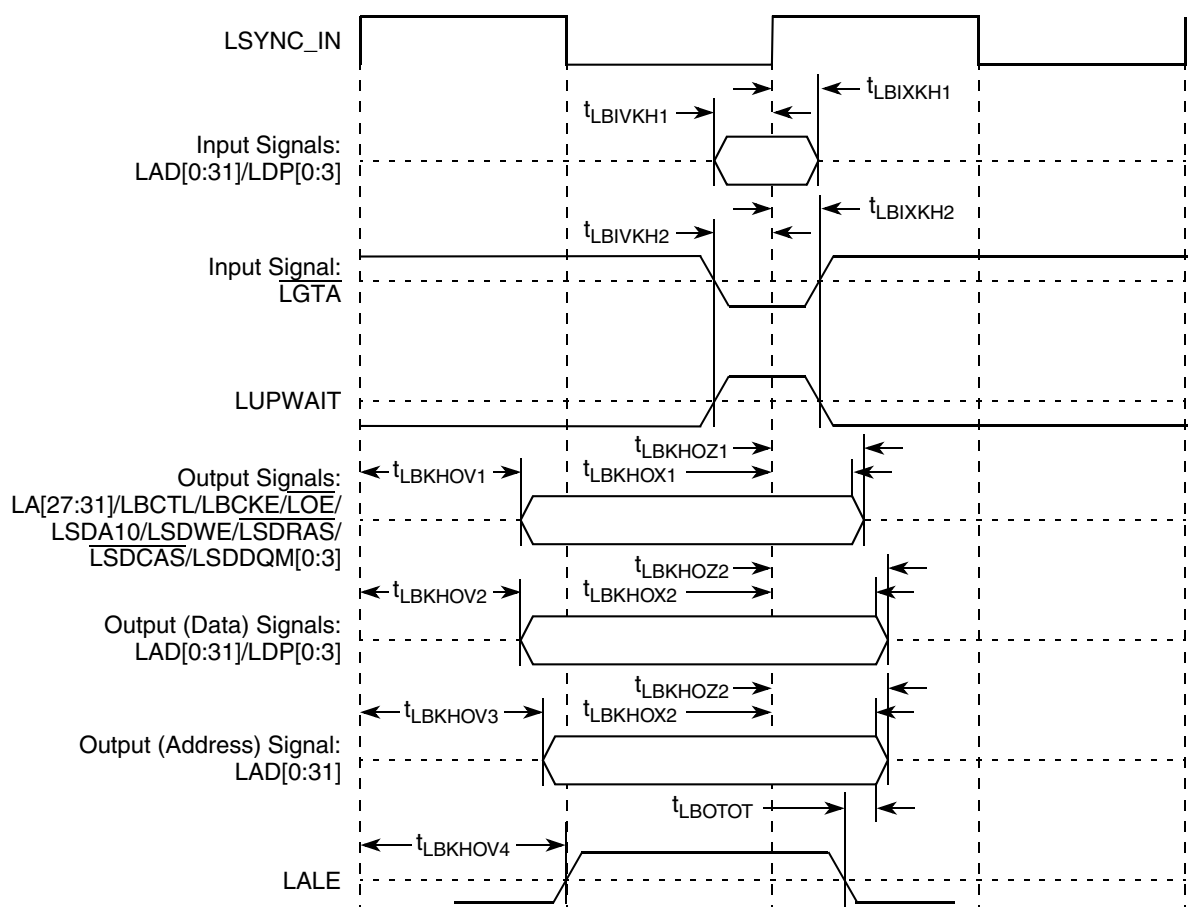 LSYNC_IN
tLBIXKH1
tLBIVKH1
Input Signals:
LAD[0:31]/LDP[0:3]
tLBIXKH2
tLBIVKH2
Input Signal:
LGTA
LUPWAIT
tLBKHOZ1
tLBKHOV1
tLBKHOX1
Output Signals:
LA[27:31]/LBCTL/LBCKE/LOE/
LSDA10/LSDWE/LSDRAS/
LSDCAS/LSDDQM[0:3]
tLBKHOZ2
tLBKHOV2
tLBKHOX2
Output (Data) Signals:
LAD[0:31]/LDP[0:3]
tLBKHOZ2
tLBKHOV3
tLBKHOX2
Output (Address) Signal:
LAD[0:31]
tLBOTOT
tLBKHOV4
LALE